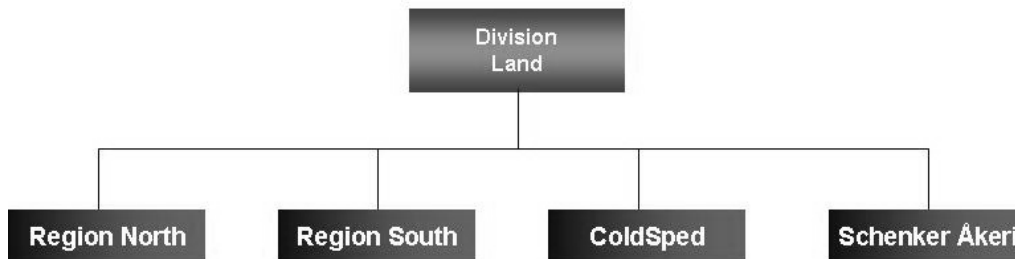 Division
Land
Region North
Region South
ColdSped
Schenker Åkeri